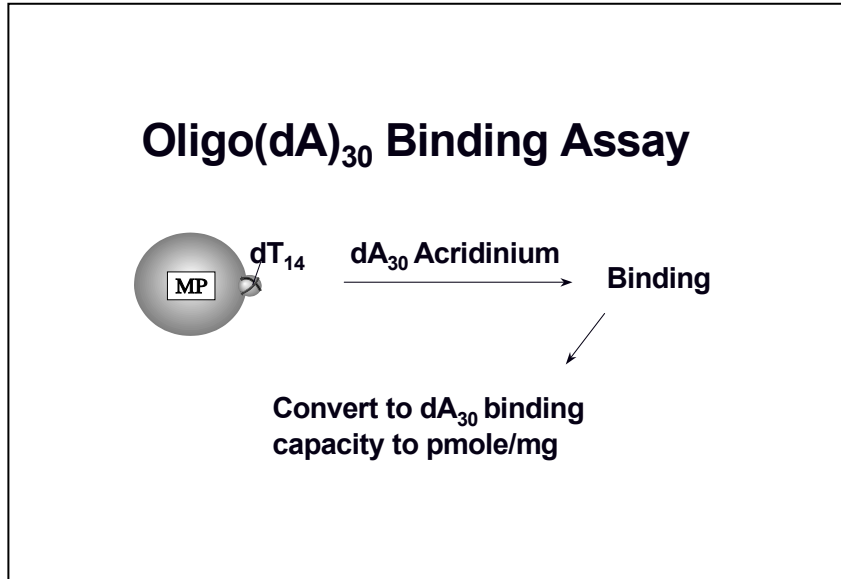 Oligo(dA)₃₀ Binding Assay
dT₁₄
MP
dA₃₀ Acridinium
Binding
Convert to dA₃₀ binding
capacity to pmole/mg